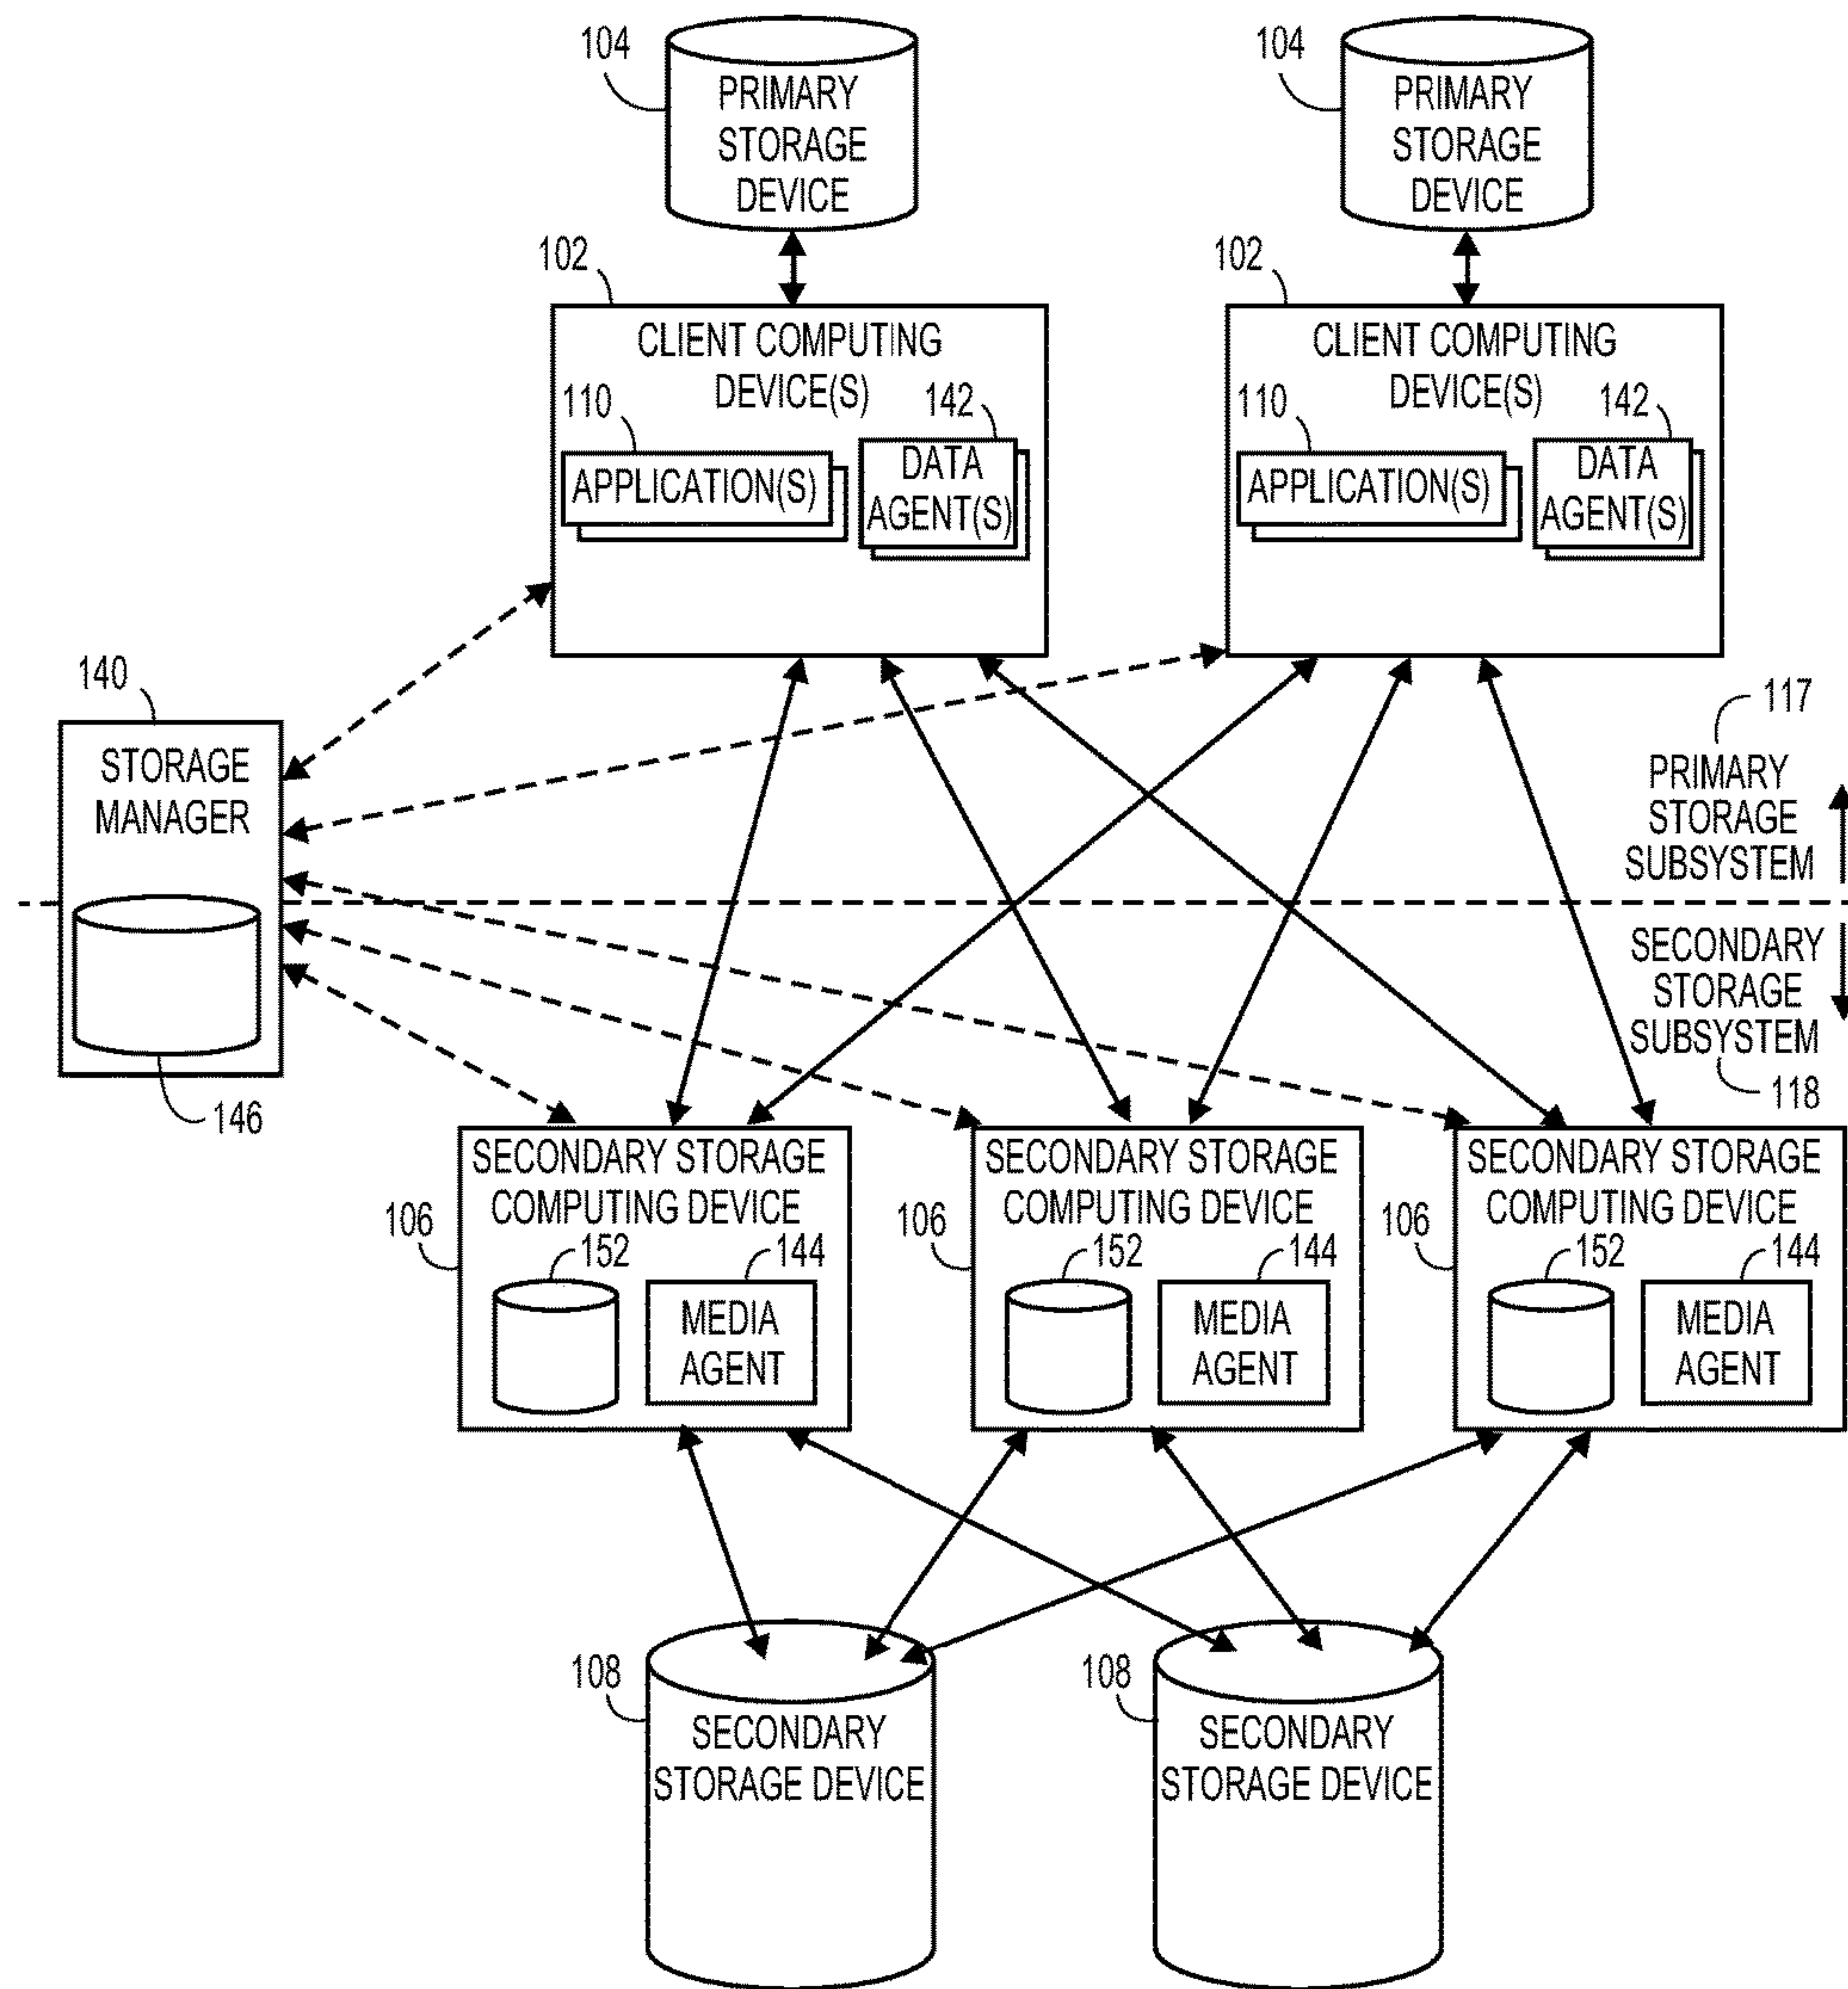 104
PRIMARY
STORAGE
DEVICE
104
PRIMARY
STORAGE
DEVICE
102
CLIENT COMPUTING
DEVICE(S)
110
142
APPLICATION(S)
DATA
AGENT(S)
102
CLIENT COMPUTING
DEVICE(S)
110
142
APPLICATION(S)
DATA
AGENT(S)
140
STORAGE
MANAGER
146
117
PRIMARY
STORAGE
SUBSYSTEM
SECONDARY
STORAGE
SUBSYSTEM
118
SECONDARY STORAGE
COMPUTING DEVICE
106
152
144
MEDIA
AGENT
SECONDARY STORAGE
COMPUTING DEVICE
106
152
144
MEDIA
AGENT
SECONDARY STORAGE
COMPUTING DEVICE
106
152
144
MEDIA
AGENT
108
SECONDARY
STORAGE DEVICE
108
SECONDARY
STORAGE DEVICE